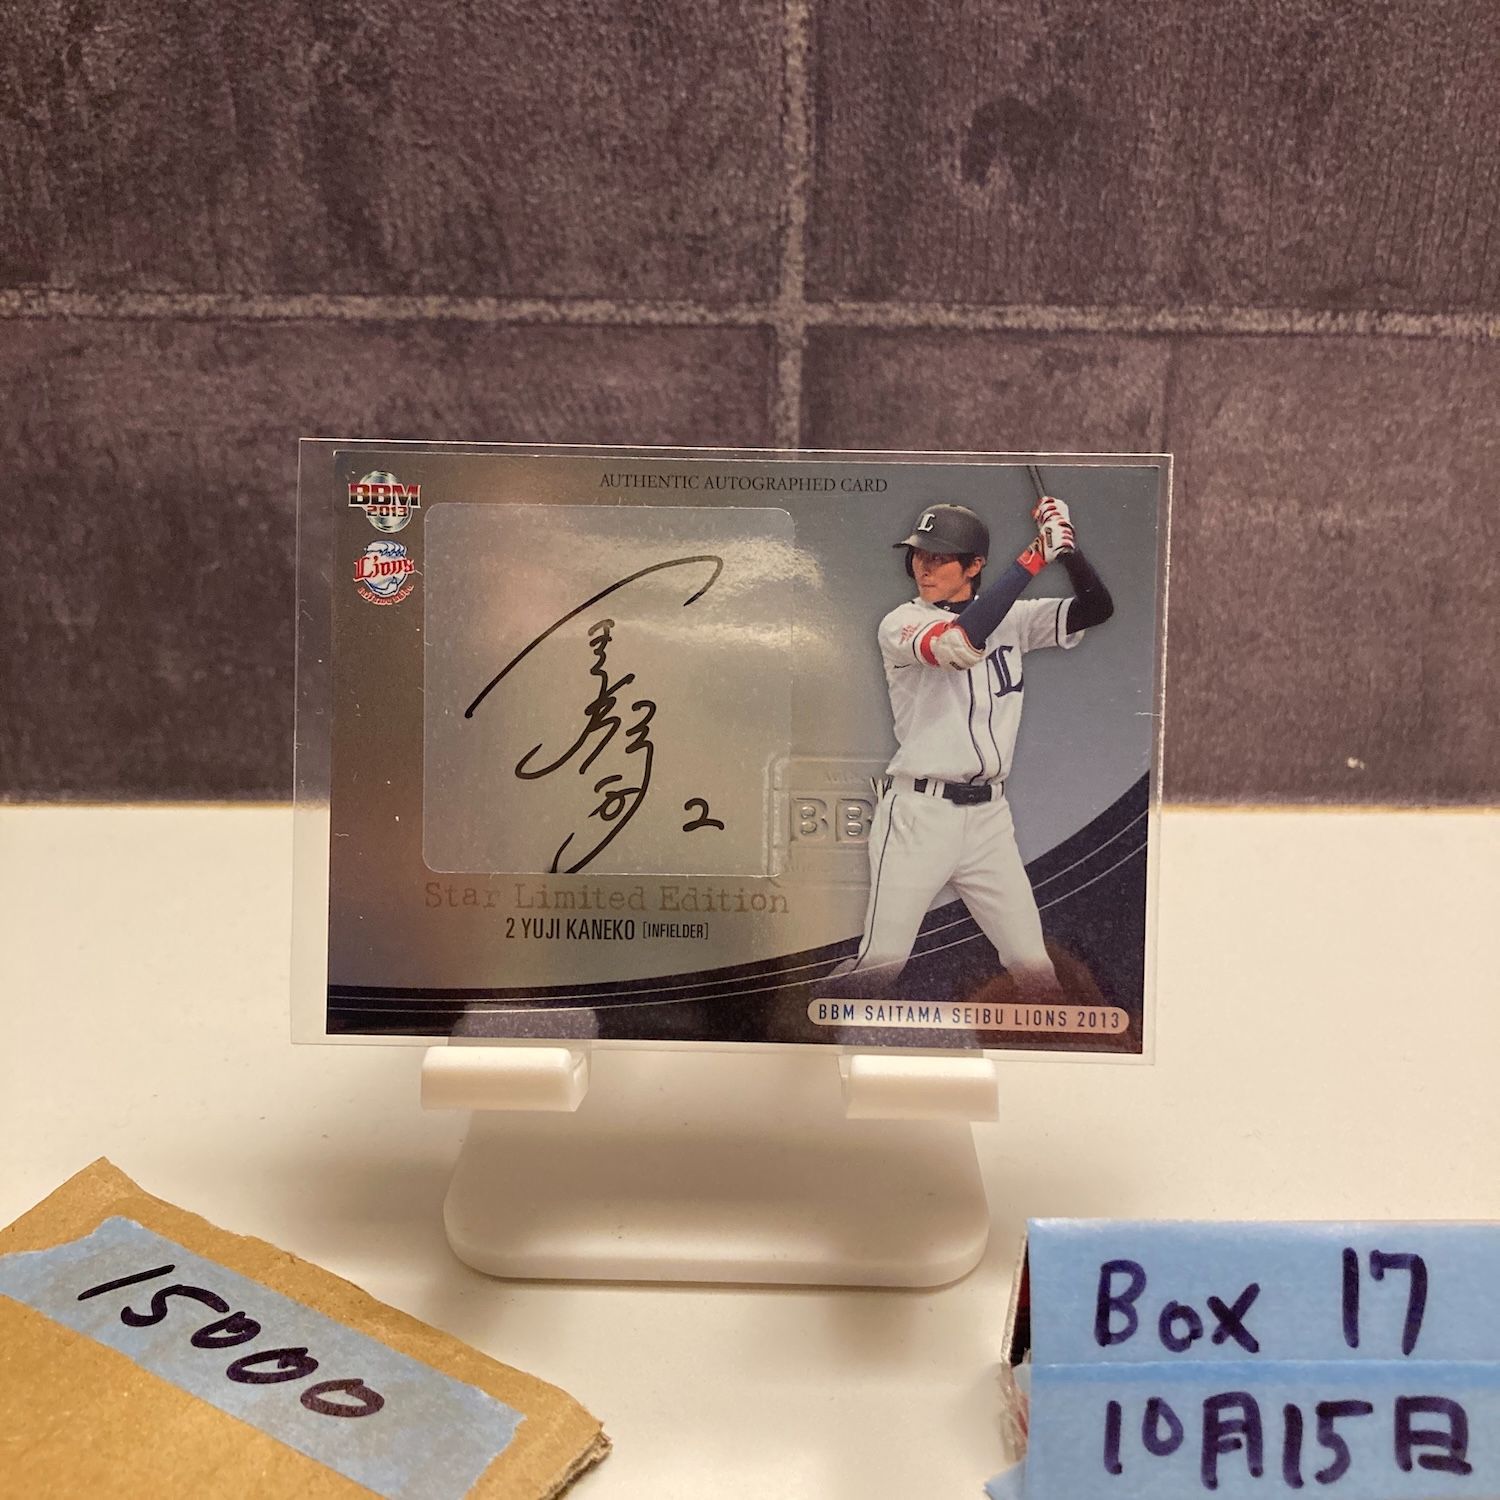 AUTHENTIC AUTOGRAPHED CARD
BBM
2013
L
Lions
L
2
BB
Star Limited Edition
2 YUJI KANEKO [INFIELDER]
BBM SAITAMA SEIBU LIONS 2013
15000
Box 17
10月15日